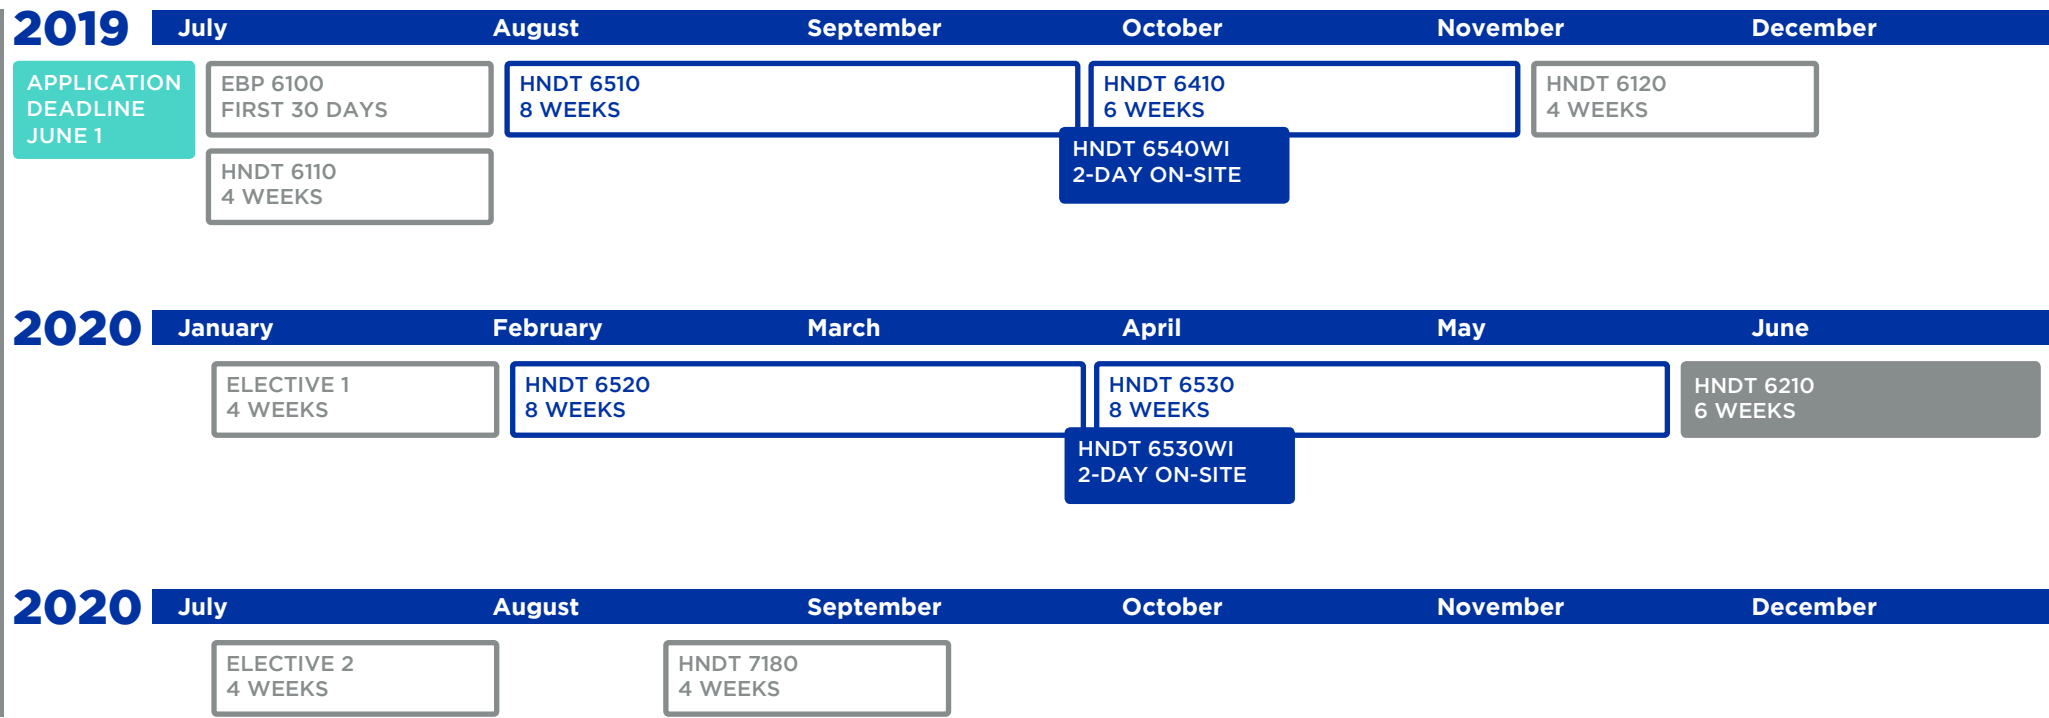 2019 July August September October November December
APPLICATION
DEADLINE
JUNE 1
EBP 6100
FIRST 30 DAYS
HNDT 6510
8 WEEKS
HNDT 6410
6 WEEKS
HNDT 6120
4 WEEKS
HNDT 6540WI
2-DAY ON-SITE
HNDT 6110
4 WEEKS
2020 January February March April May June
ELECTIVE 1
4 WEEKS
HNDT 6520
8 WEEKS
HNDT 6530
8 WEEKS
HNDT 6210
6 WEEKS
HNDT 6530WI
2-DAY ON-SITE
2020 July August September October November December
ELECTIVE 2
4 WEEKS
HNDT 7180
4 WEEKS